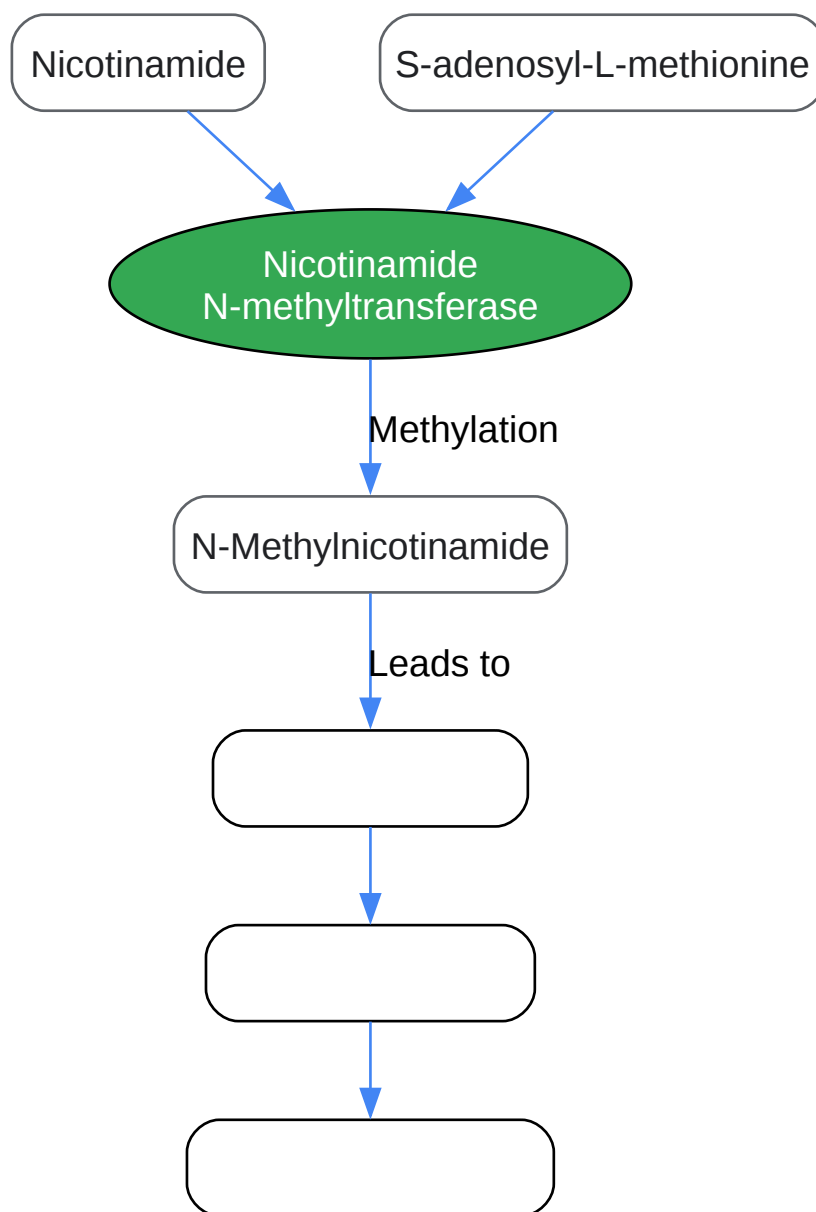 Nicotinamide
S-adenosyl-L-methionine
Nicotinamide
N-methyltransferase
Methylation
N-Methylnicotinamide
Leads to